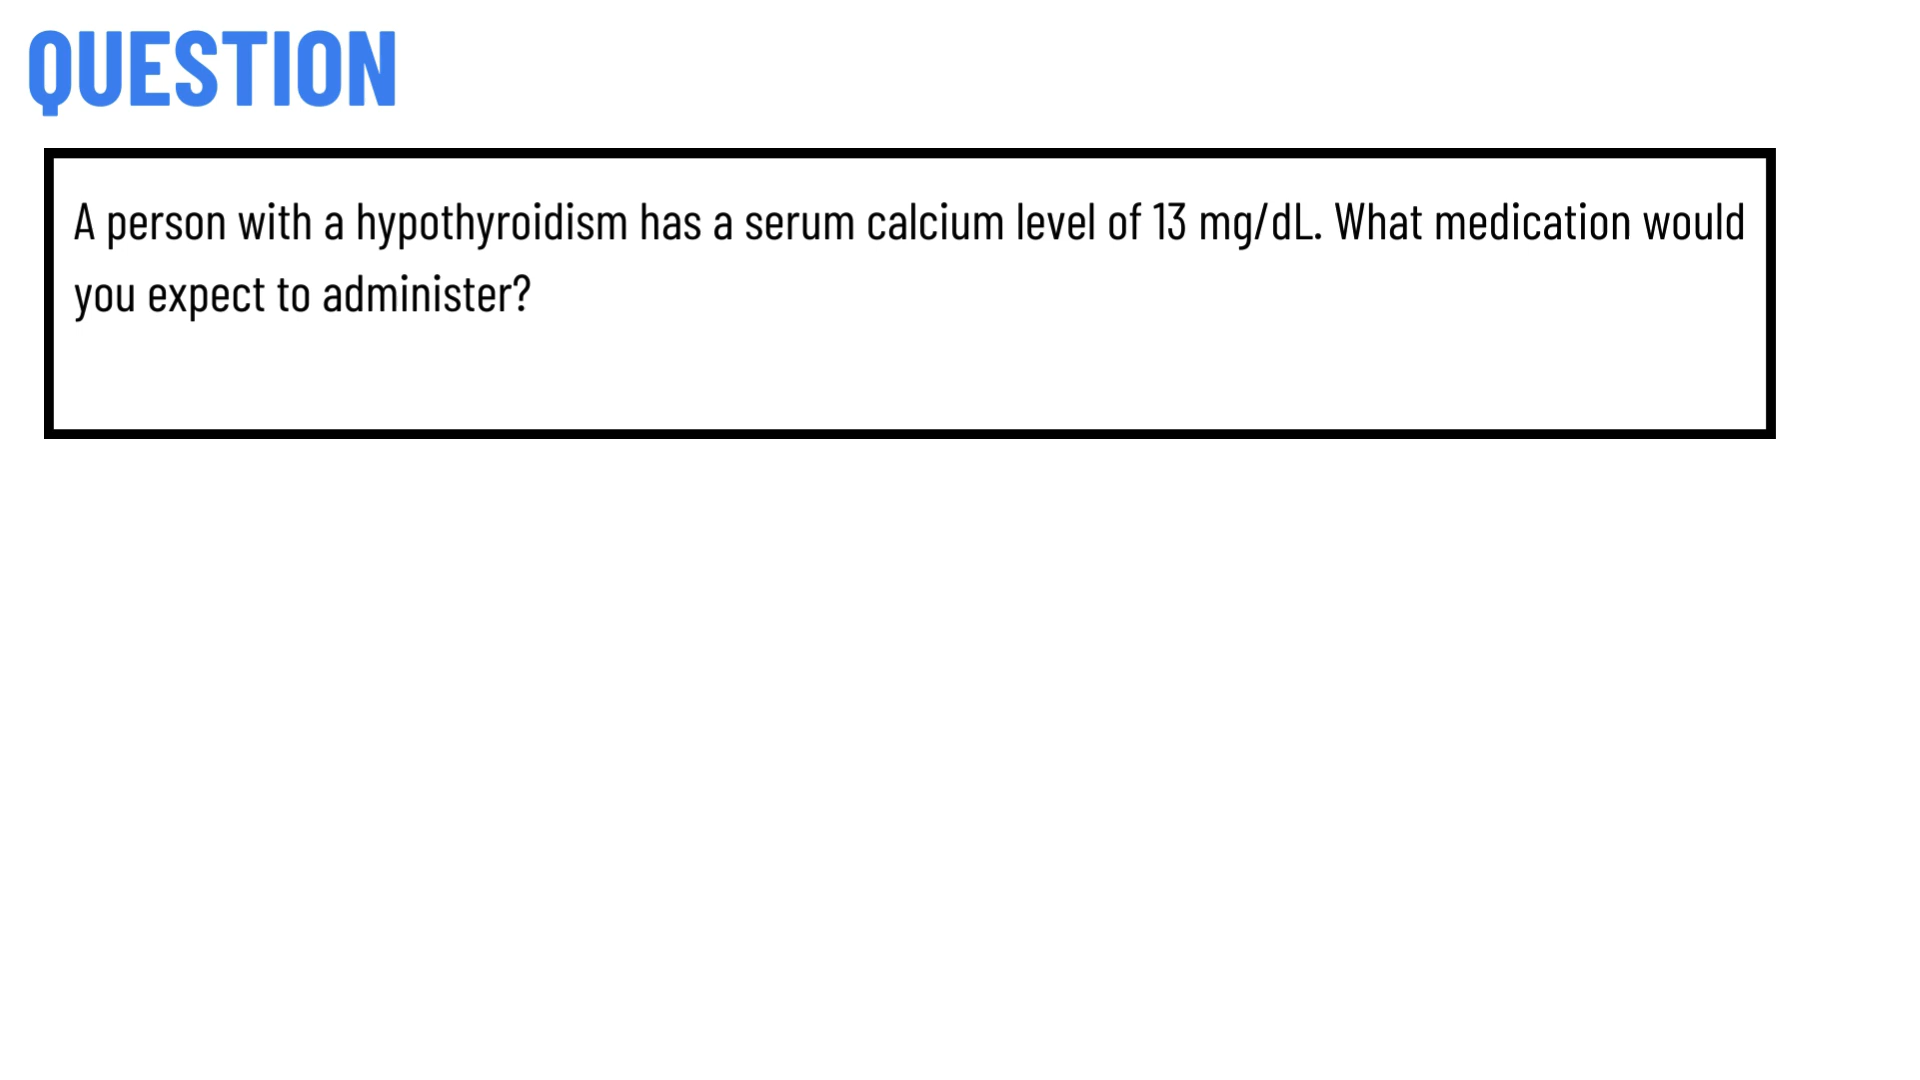 QUESTION
A person with a hypothyroidism has a serum calcium level of 13 mg/dL. What medication would
you expect to administer?